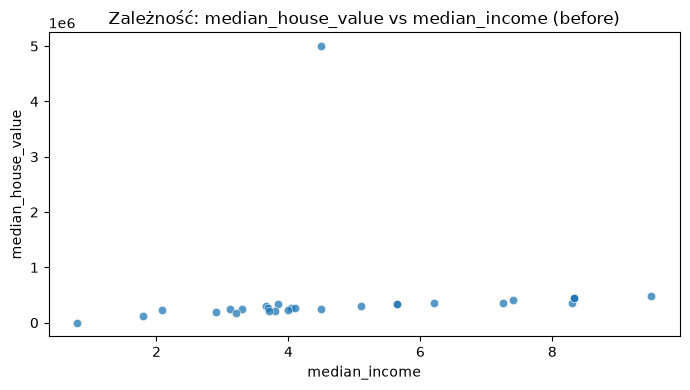 Zależność: median_house_value vs median_income (before)
1e6
5
4
3
2
1
0
median_house_value
2 4 6 8
median_income